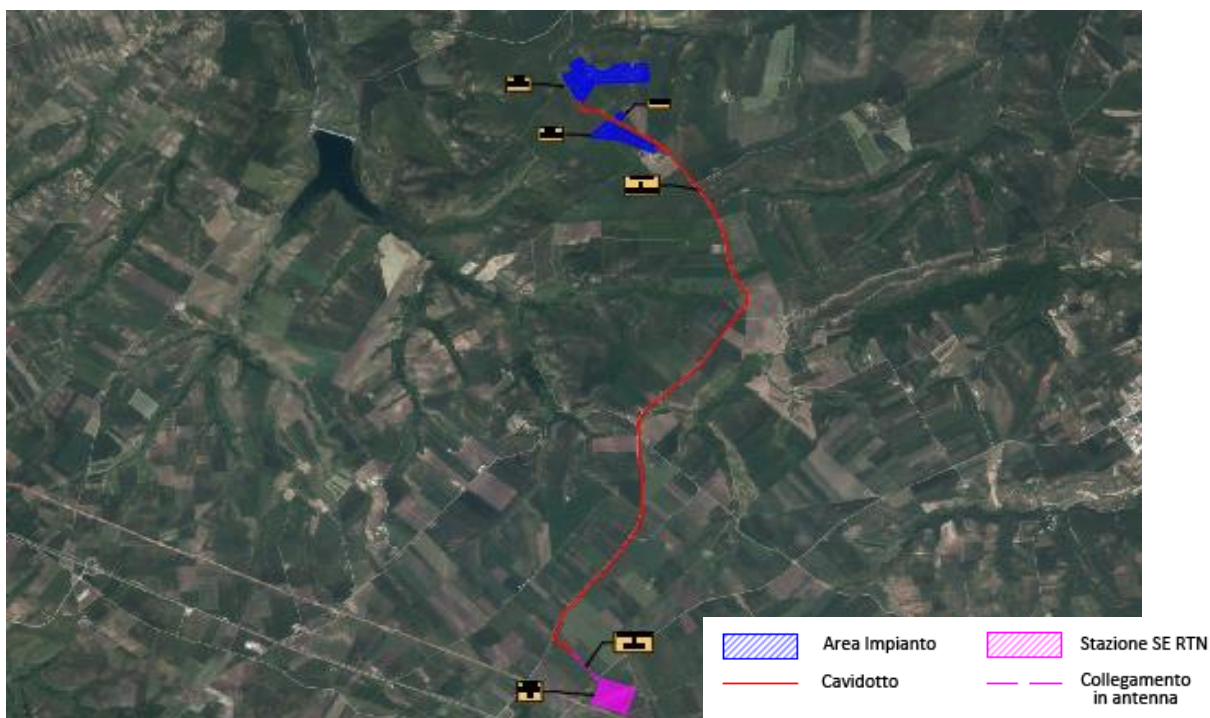 Area Impianto
Stazione SE RTN
Cavidotto
Collegamento
in antenna